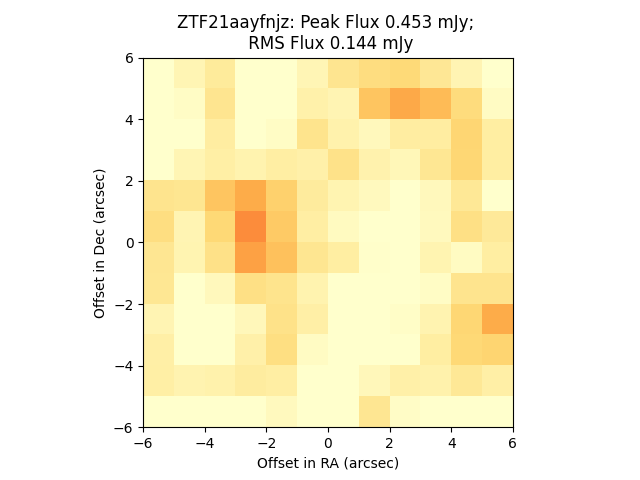 ZTF21aayfnjz: Peak Flux 0.453 mJy;
RMS Flux 0.144 mJy
6
4
2
0
−2
−4
−6
Offset in Dec (arcsec)
−6 −4 −2 0 2 4 6
Offset in RA (arcsec)